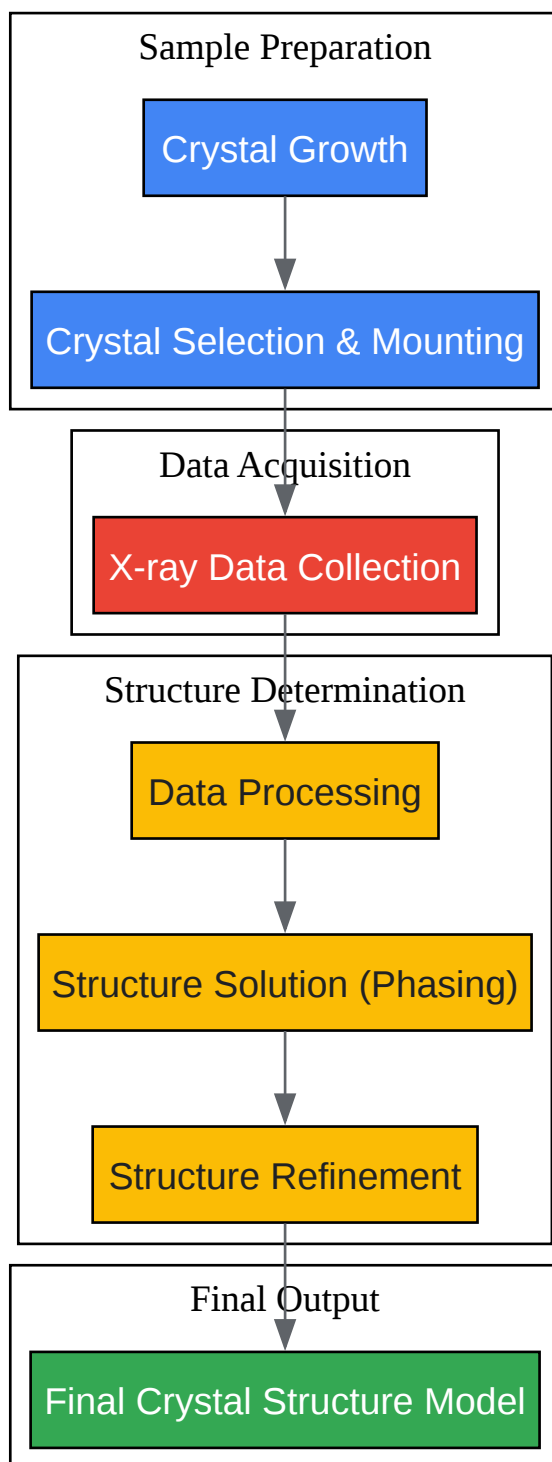 Sample Preparation
Crystal Growth
Crystal Selection & Mounting
Data Acquisition
X-ray Data Collection
Structure Determination
Data Processing
Structure Solution (Phasing)
Structure Refinement
Final Output
Final Crystal Structure Model